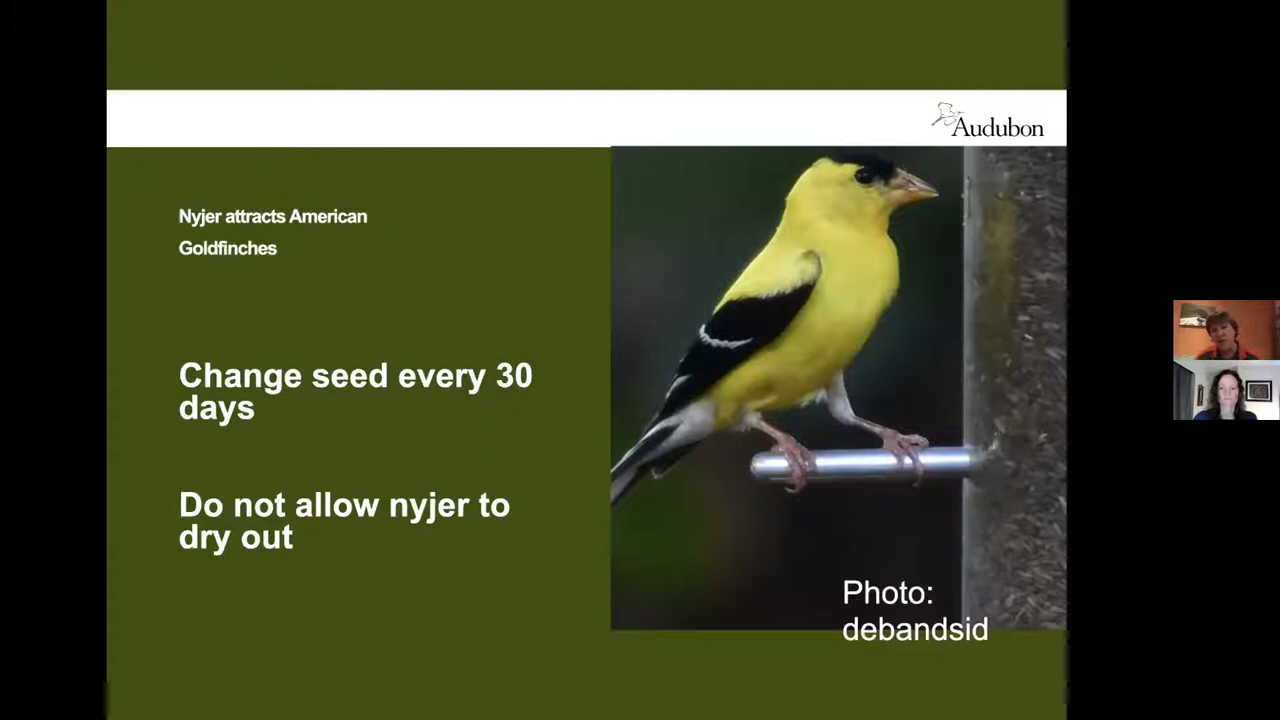 Audubon
Nyjer attracts American
Goldfinches
Change seed every 30
days
Do not allow nyjer to
dry out
Photo:
debandsid